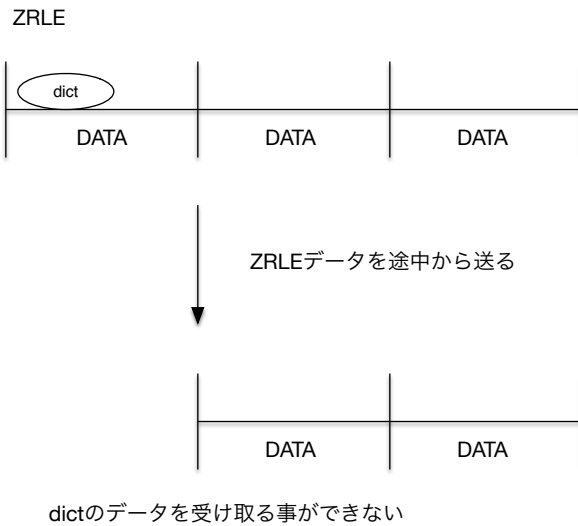 ZRLE
dict
DATA DATA DATA
ZRLEデータを途中から送る
DATA DATA
dictのデータを受け取る事ができない